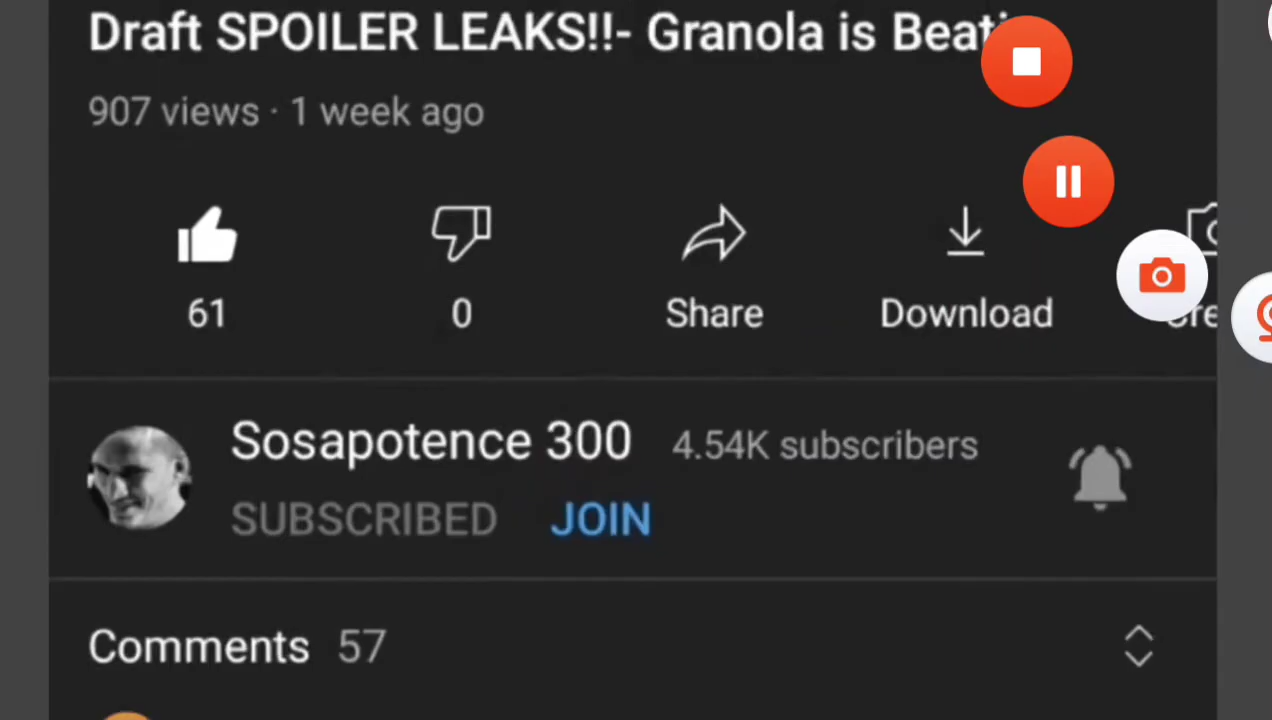 Draft SPOILER LEAKS!!- Granola is
907 views · 1 week ago
61
0
Share
Download
Sosapotence 300
4.54K subscribers
SUBSCRIBED
JOIN
Comments 57